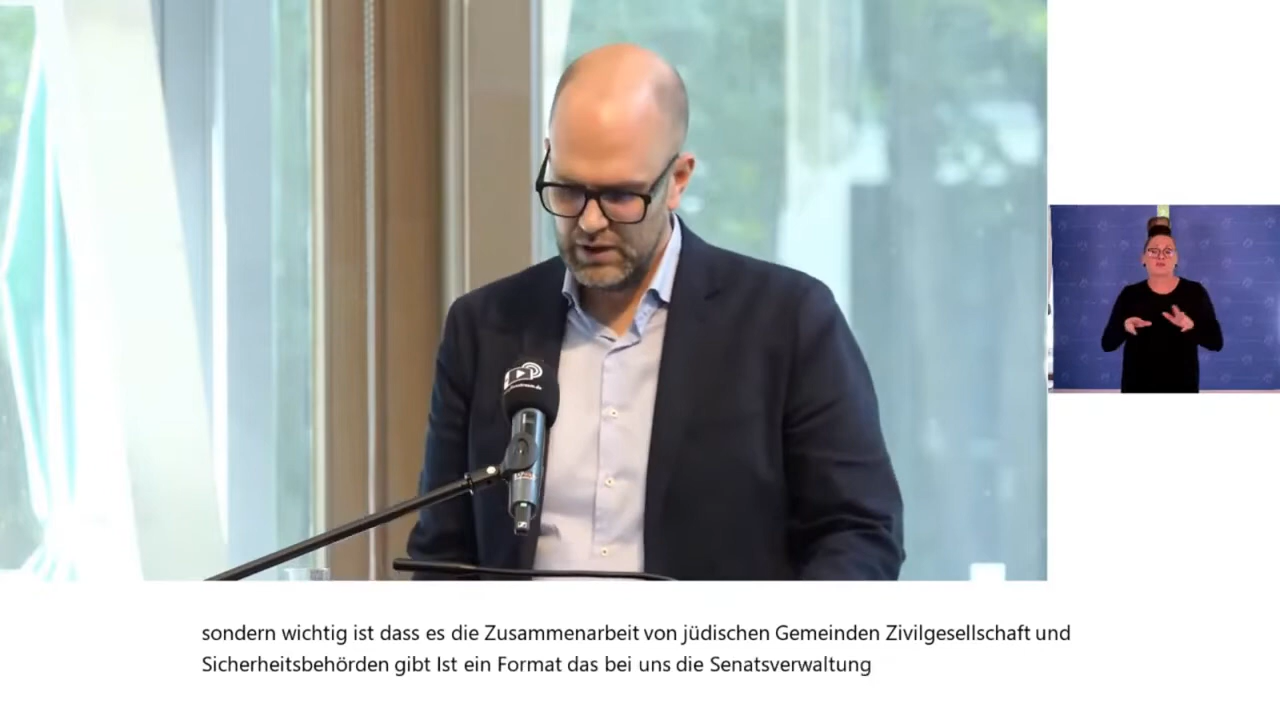 sondern wichtig ist dass es die Zusammenarbeit von jüdischen Gemeinden Zivilgesellschaft und
Sicherheitsbehörden gibt Ist ein Format das bei uns die Senatsverwaltung